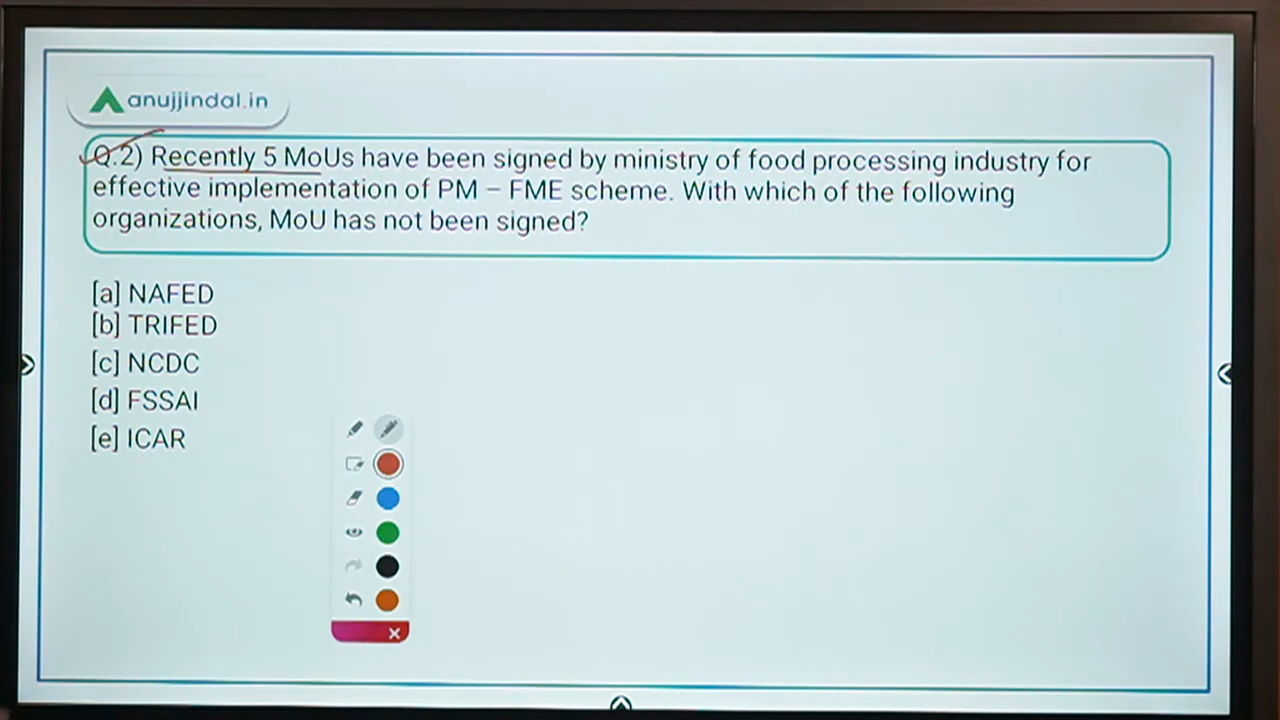 anujjindal.in
Q.2) Recently 5 MoUs have been signed by ministry of food processing industry for
effective implementation of PM – FME scheme. With which of the following
organizations, MoU has not been signed?
[a] NAFED
[b] TRIFED
[c] NCDC
[d] FSSAI
[e] ICAR